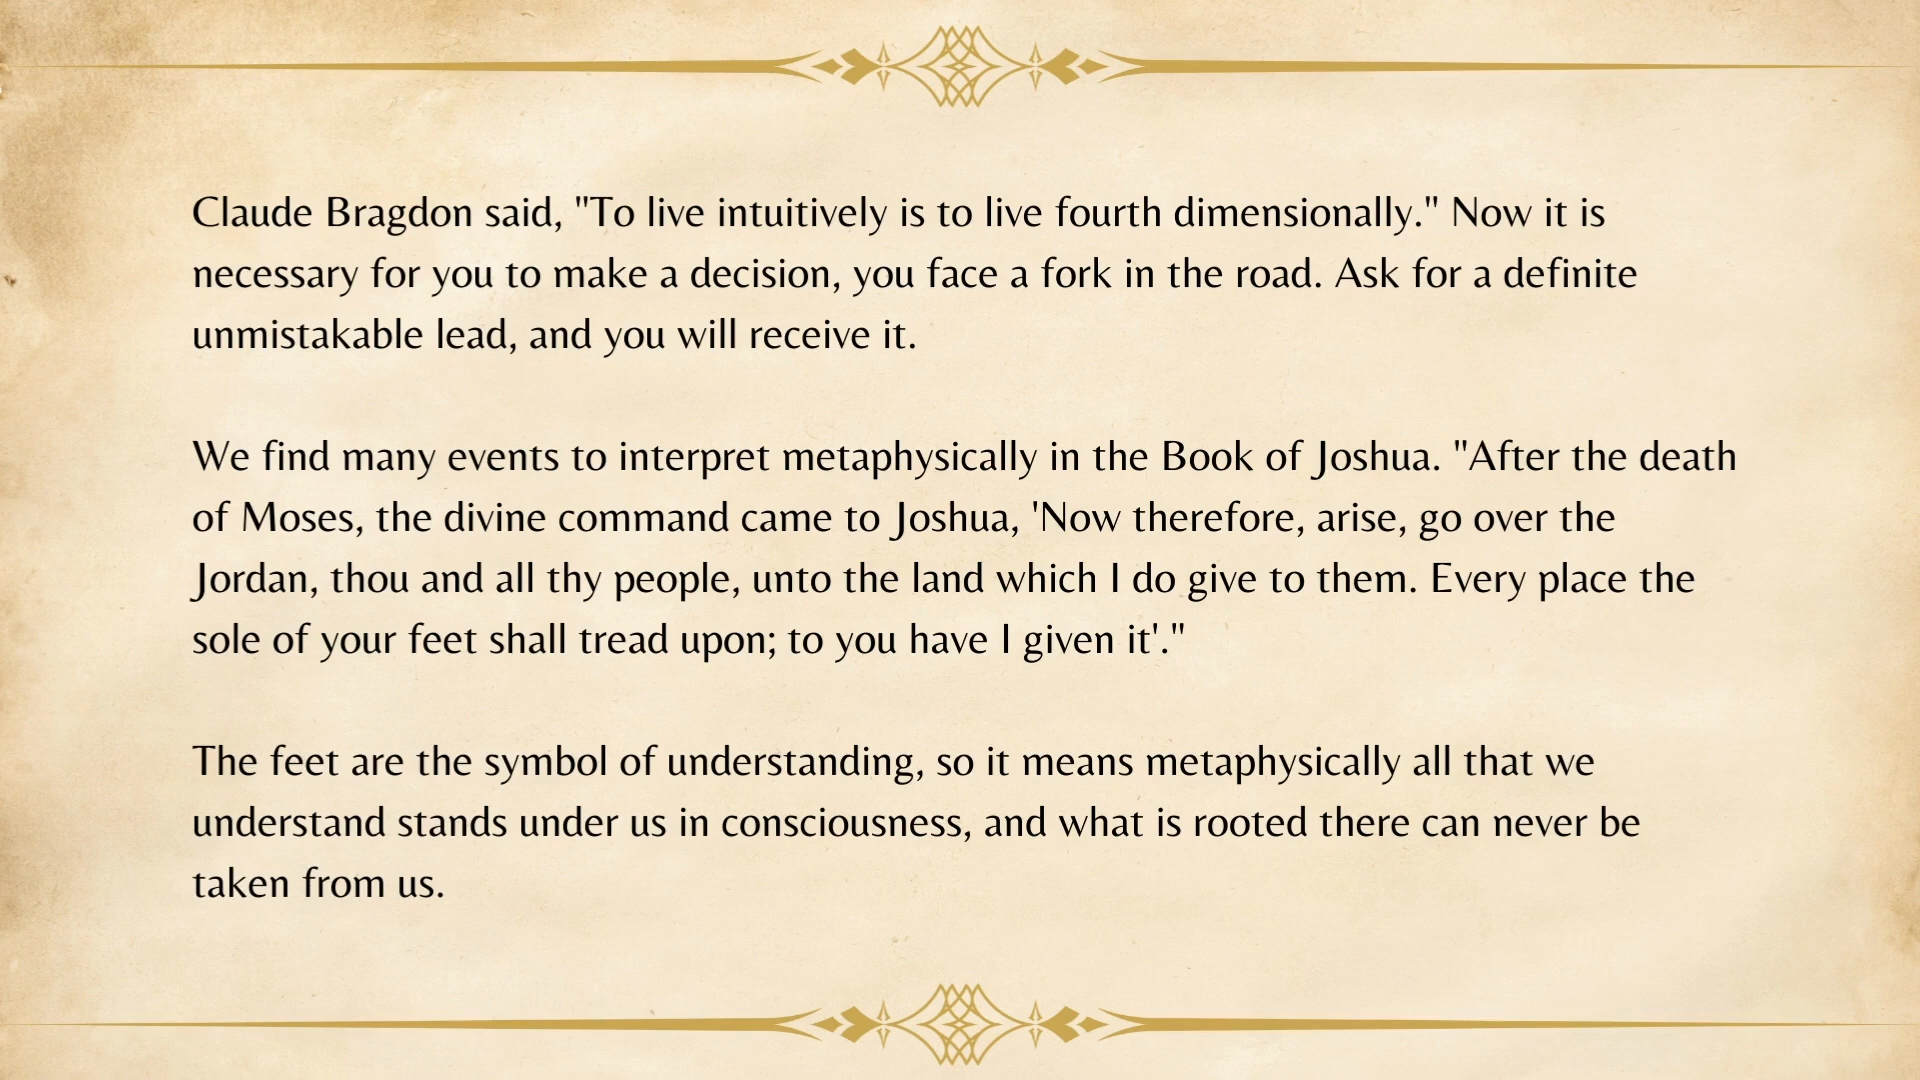 Claude Bragdon said, "To live intuitively is to live fourth dimensionally." Now it is
necessary for you to make a decision, you face a fork in the road. Ask for a definite
unmistakable lead, and you will receive it.
We find many events to interpret metaphysically in the Book of Joshua. "After the death
of Moses, the divine command came to Joshua, 'Now therefore, arise, go over the
Jordan, thou and all thy people, unto the land which I do give to them. Every place the
sole of your feet shall tread upon; to you have I given it'."
The feet are the symbol of understanding, so it means metaphysically all that we
understand stands under us in consciousness, and what is rooted there can never be
taken from us.